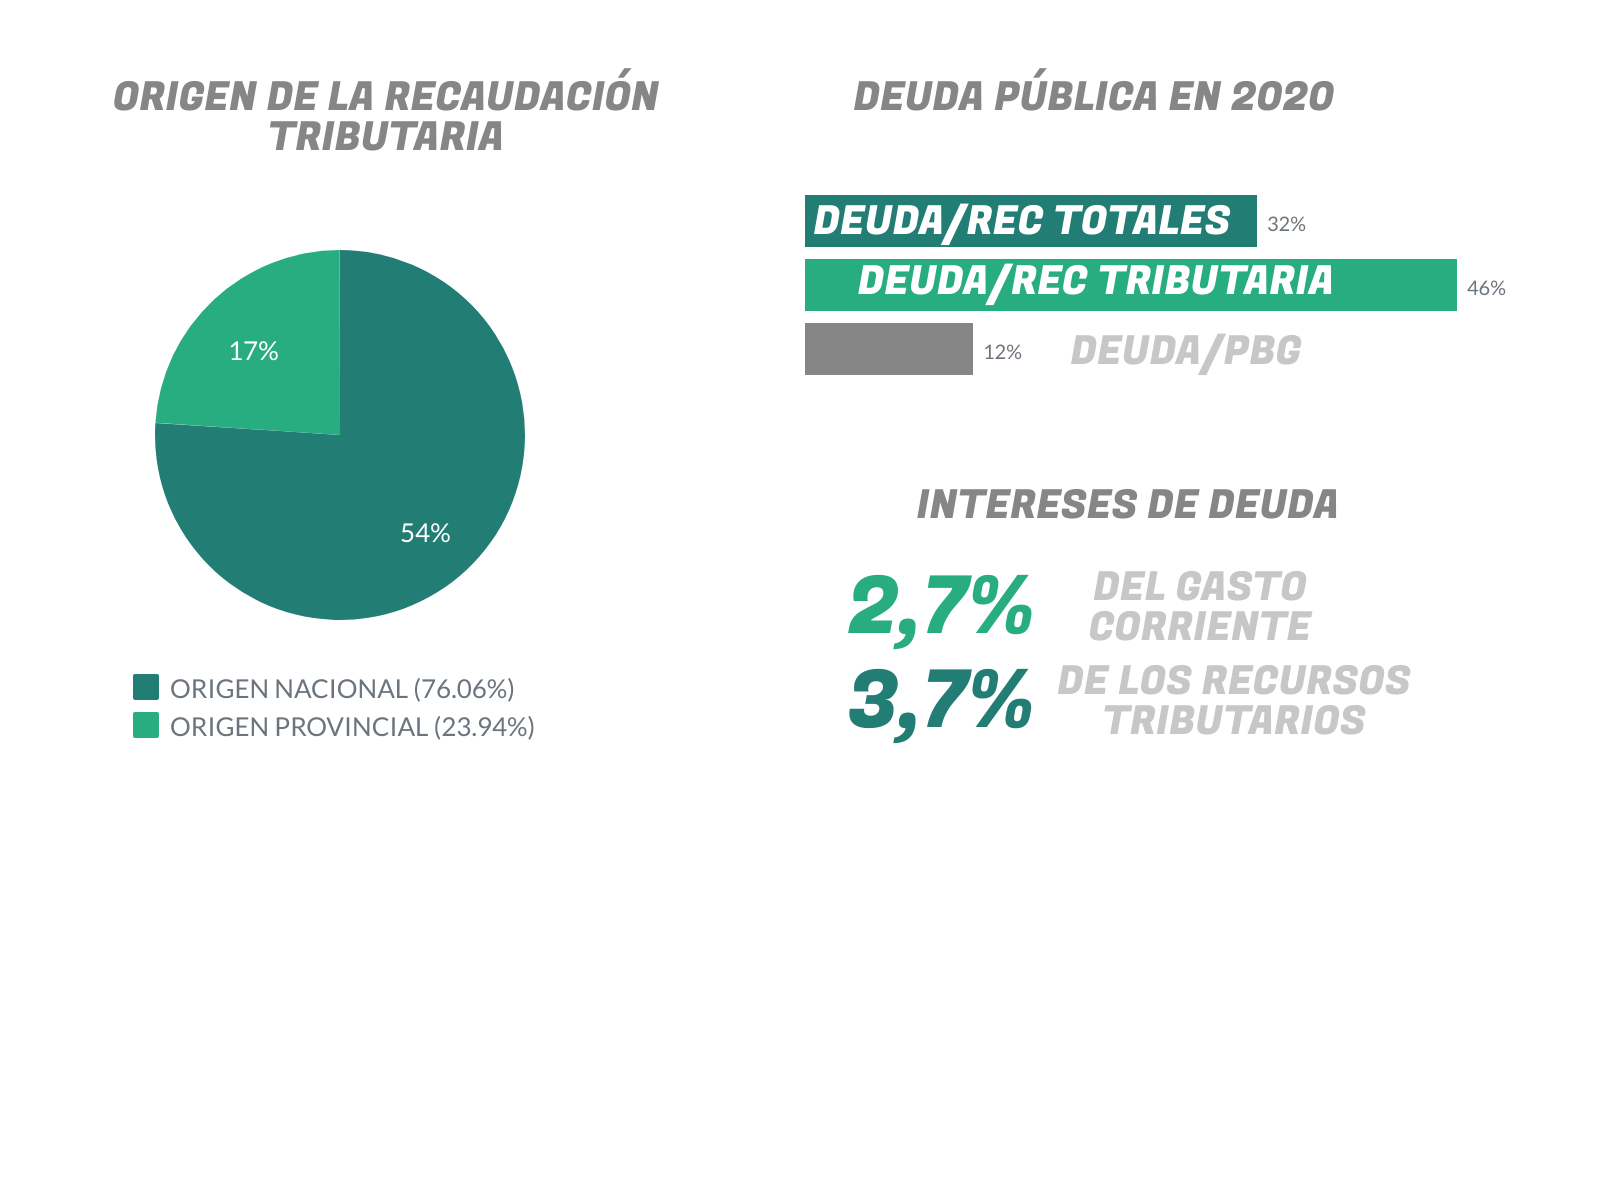 ORIGEN DE LA RECAUDACIÓN
TRIBUTARIA
17%
54%
ORIGEN NACIONAL (76.06%)
ORIGEN PROVINCIAL (23.94%)
DEUDA PÚBLICA EN 2020
DEUDA/REC TOTALES 32%
DEUDA/REC TRIBUTARIA 46%
12% DEUDA/PBG
INTERESES DE DEUDA
2,7% DEL GASTO
CORRIENTE
3,7% DE LOS RECURSOS
TRIBUTARIOS